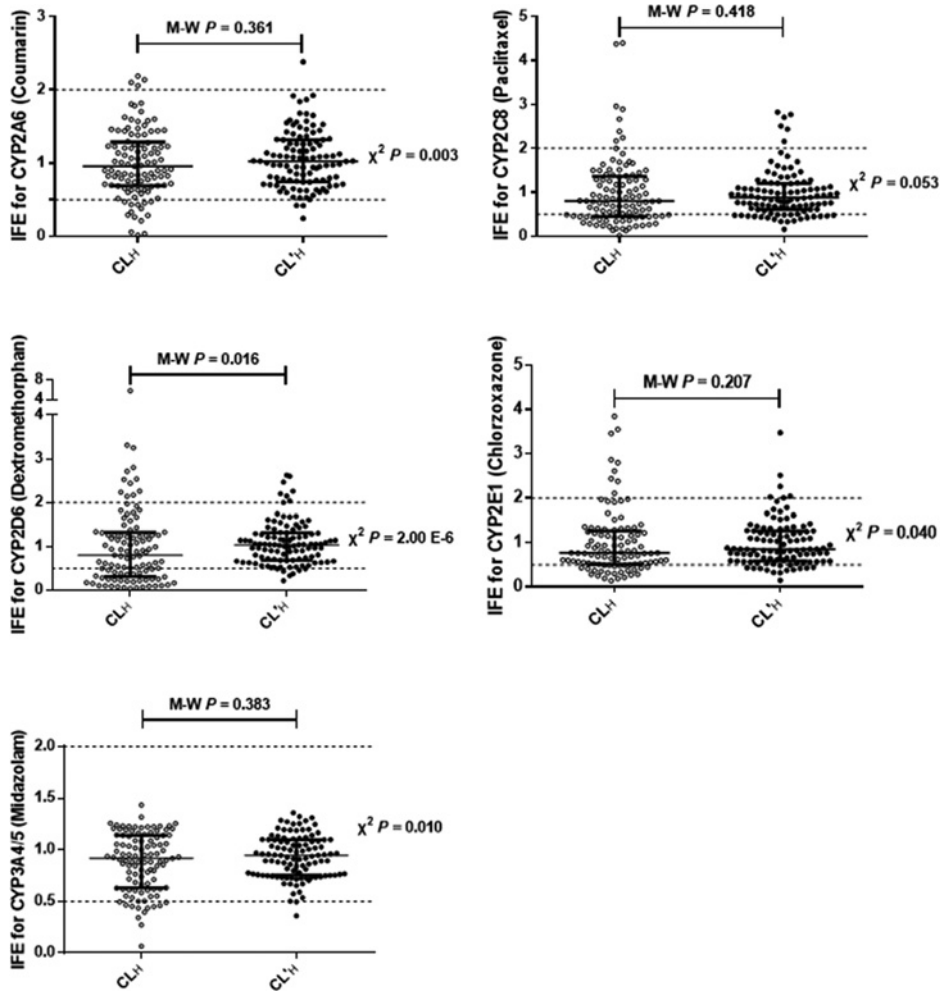 M-W P = 0.361
IFE for CYP2A6 (Coumarin)
3
2
1
0
χ² P = 0.003
CLH
CL'H
M-W P = 0.418
IFE for CYP2C8 (Paclitaxel)
5
4
3
2
1
0
χ² P = 0.053
CLH
CL'H
M-W P = 0.016
IFE for CYP2D6 (Dextromethorphan)
8
4
4
3
2
1
0
χ² P = 2.00 E-6
CLH
CL'H
M-W P = 0.207
IFE for CYP2E1 (Chlorzoxazone)
5
4
3
2
1
0
χ² P = 0.040
CLH
CL'H
M-W P = 0.383
IFE for CYP3A4/5 (Midazolam)
2.0
1.5
1.0
0.5
0.0
χ² P = 0.010
CLH
CL'H